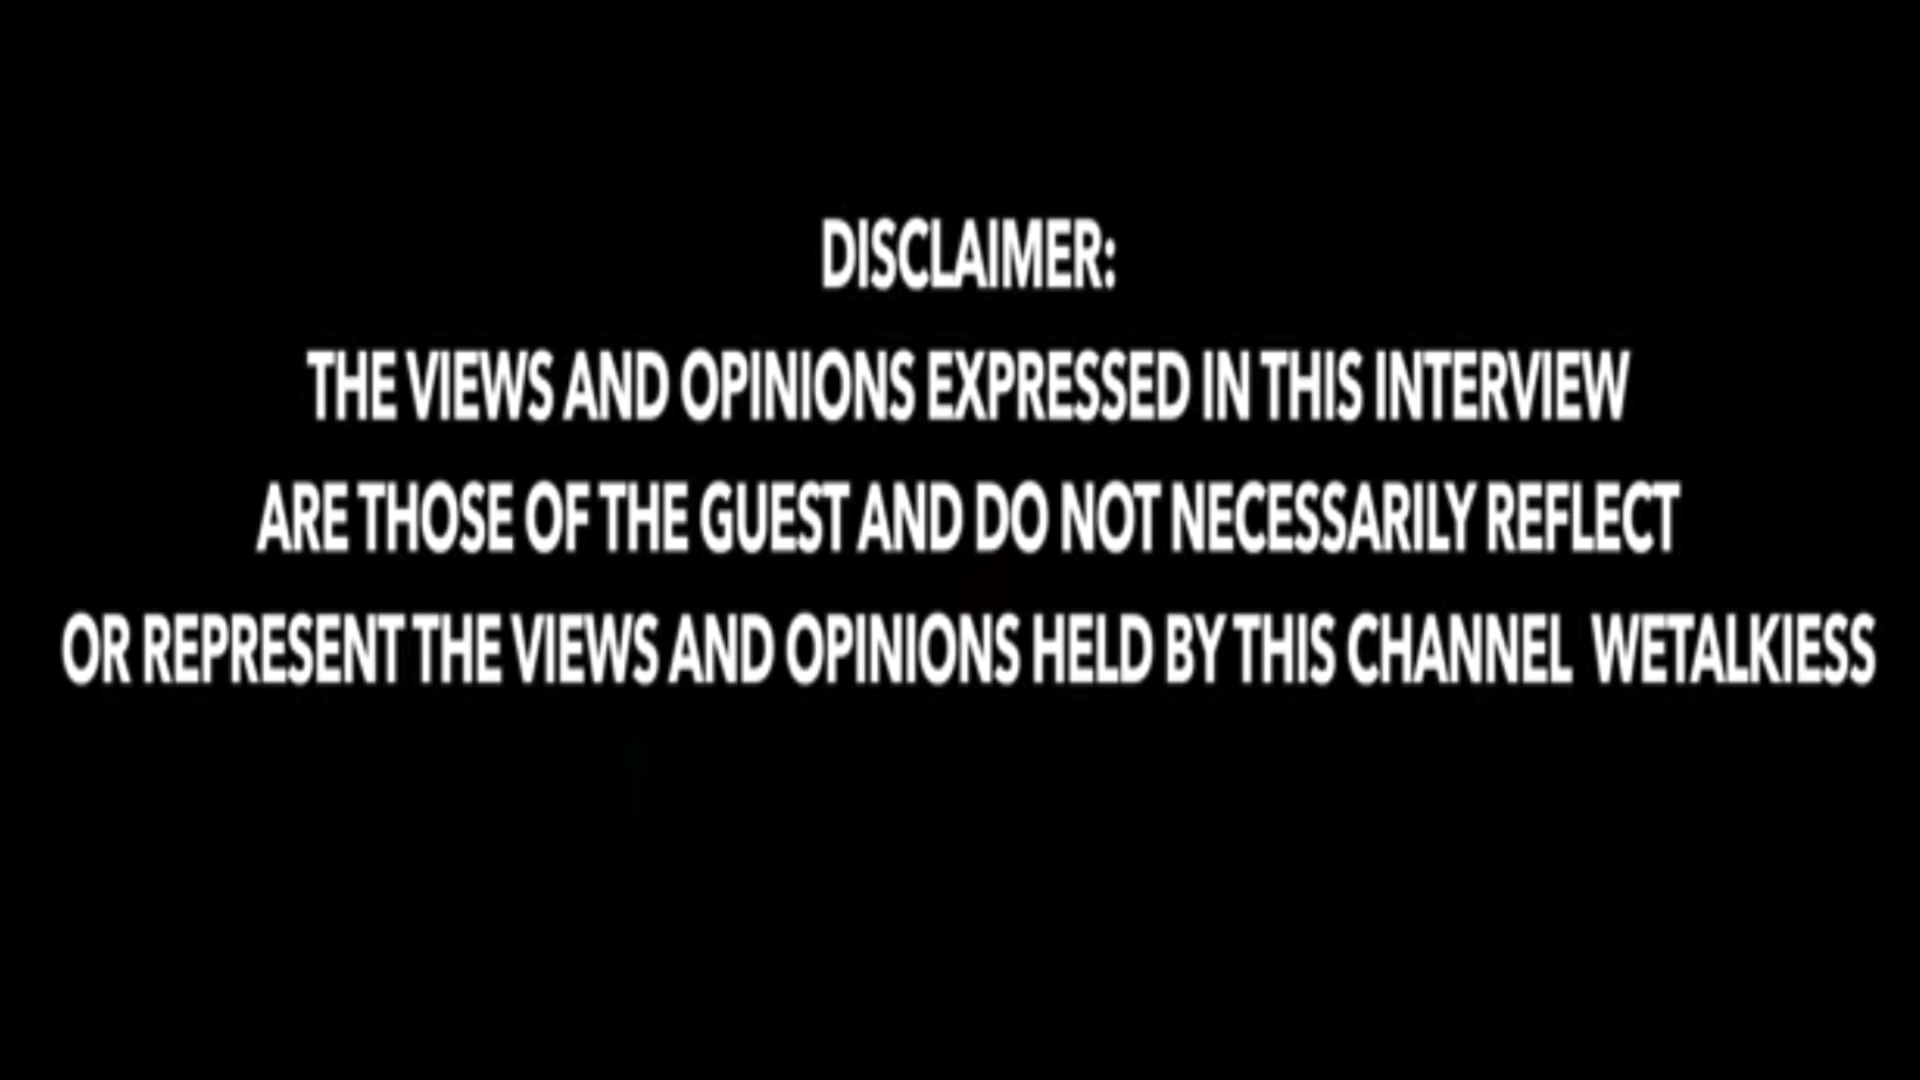 DISCLAIMER:
THE VIEWS AND OPINIONS EXPRESSED IN THIS INTERVIEW
ARE THOSE OF THE GUEST AND DO NOT NECESSARILY REFLECT
OR REPRESENT THE VIEWS AND OPINIONS HELD BY THIS CHANNEL WETALKIESS